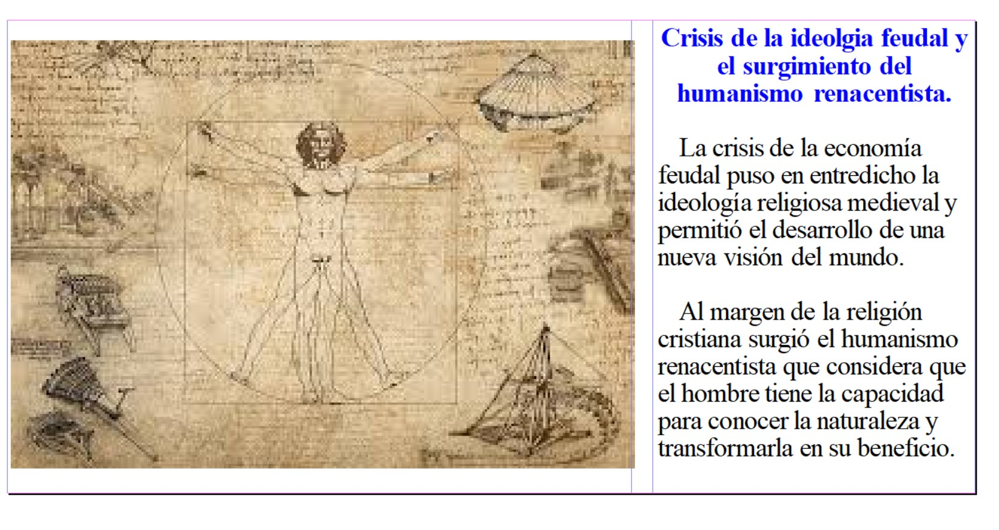 Crisis de la ideolgia feudal y
el surgimiento del
humanismo renacentista.
La crisis de la economía
feudal puso en entredicho la
ideología religiosa medieval y
permitió el desarrollo de una
nueva visión del mundo.
Al margen de la religión
cristiana surgió el humanismo
renacentista que considera que
el hombre tiene la capacidad
para conocer la naturaleza y
transformarla en su beneficio.